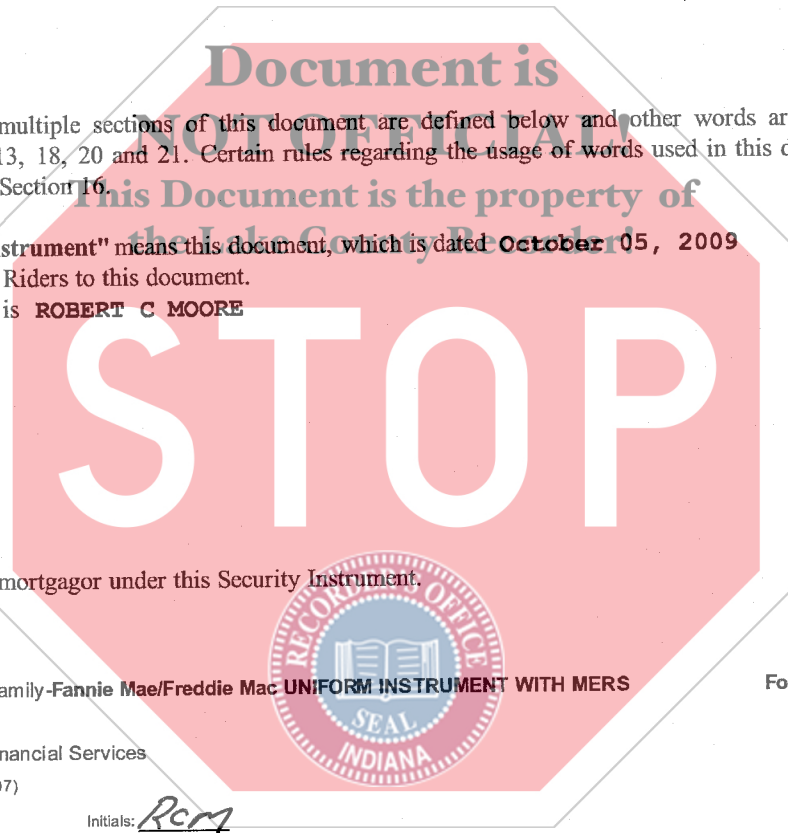 Document is
NOT OFFICIAL!
This Document is the property of
the Lake County Recorder!
multiple sections of this document are defined below and other words ar
13, 18, 20 and 21. Certain rules regarding the usage of words used in this d
Section 16.
strument" means this document, which is dated October 05, 2009
Riders to this document.
is ROBERT C MOORE
STOP
mortgagor under this Security Instrument.
RECORDER'S OFFICE
SEAL
INDIANA
amily-Fannie Mae/Freddie Mac UNIFORM INSTRUMENT WITH MERS Fo
nancial Services
07)
Initials: RCM